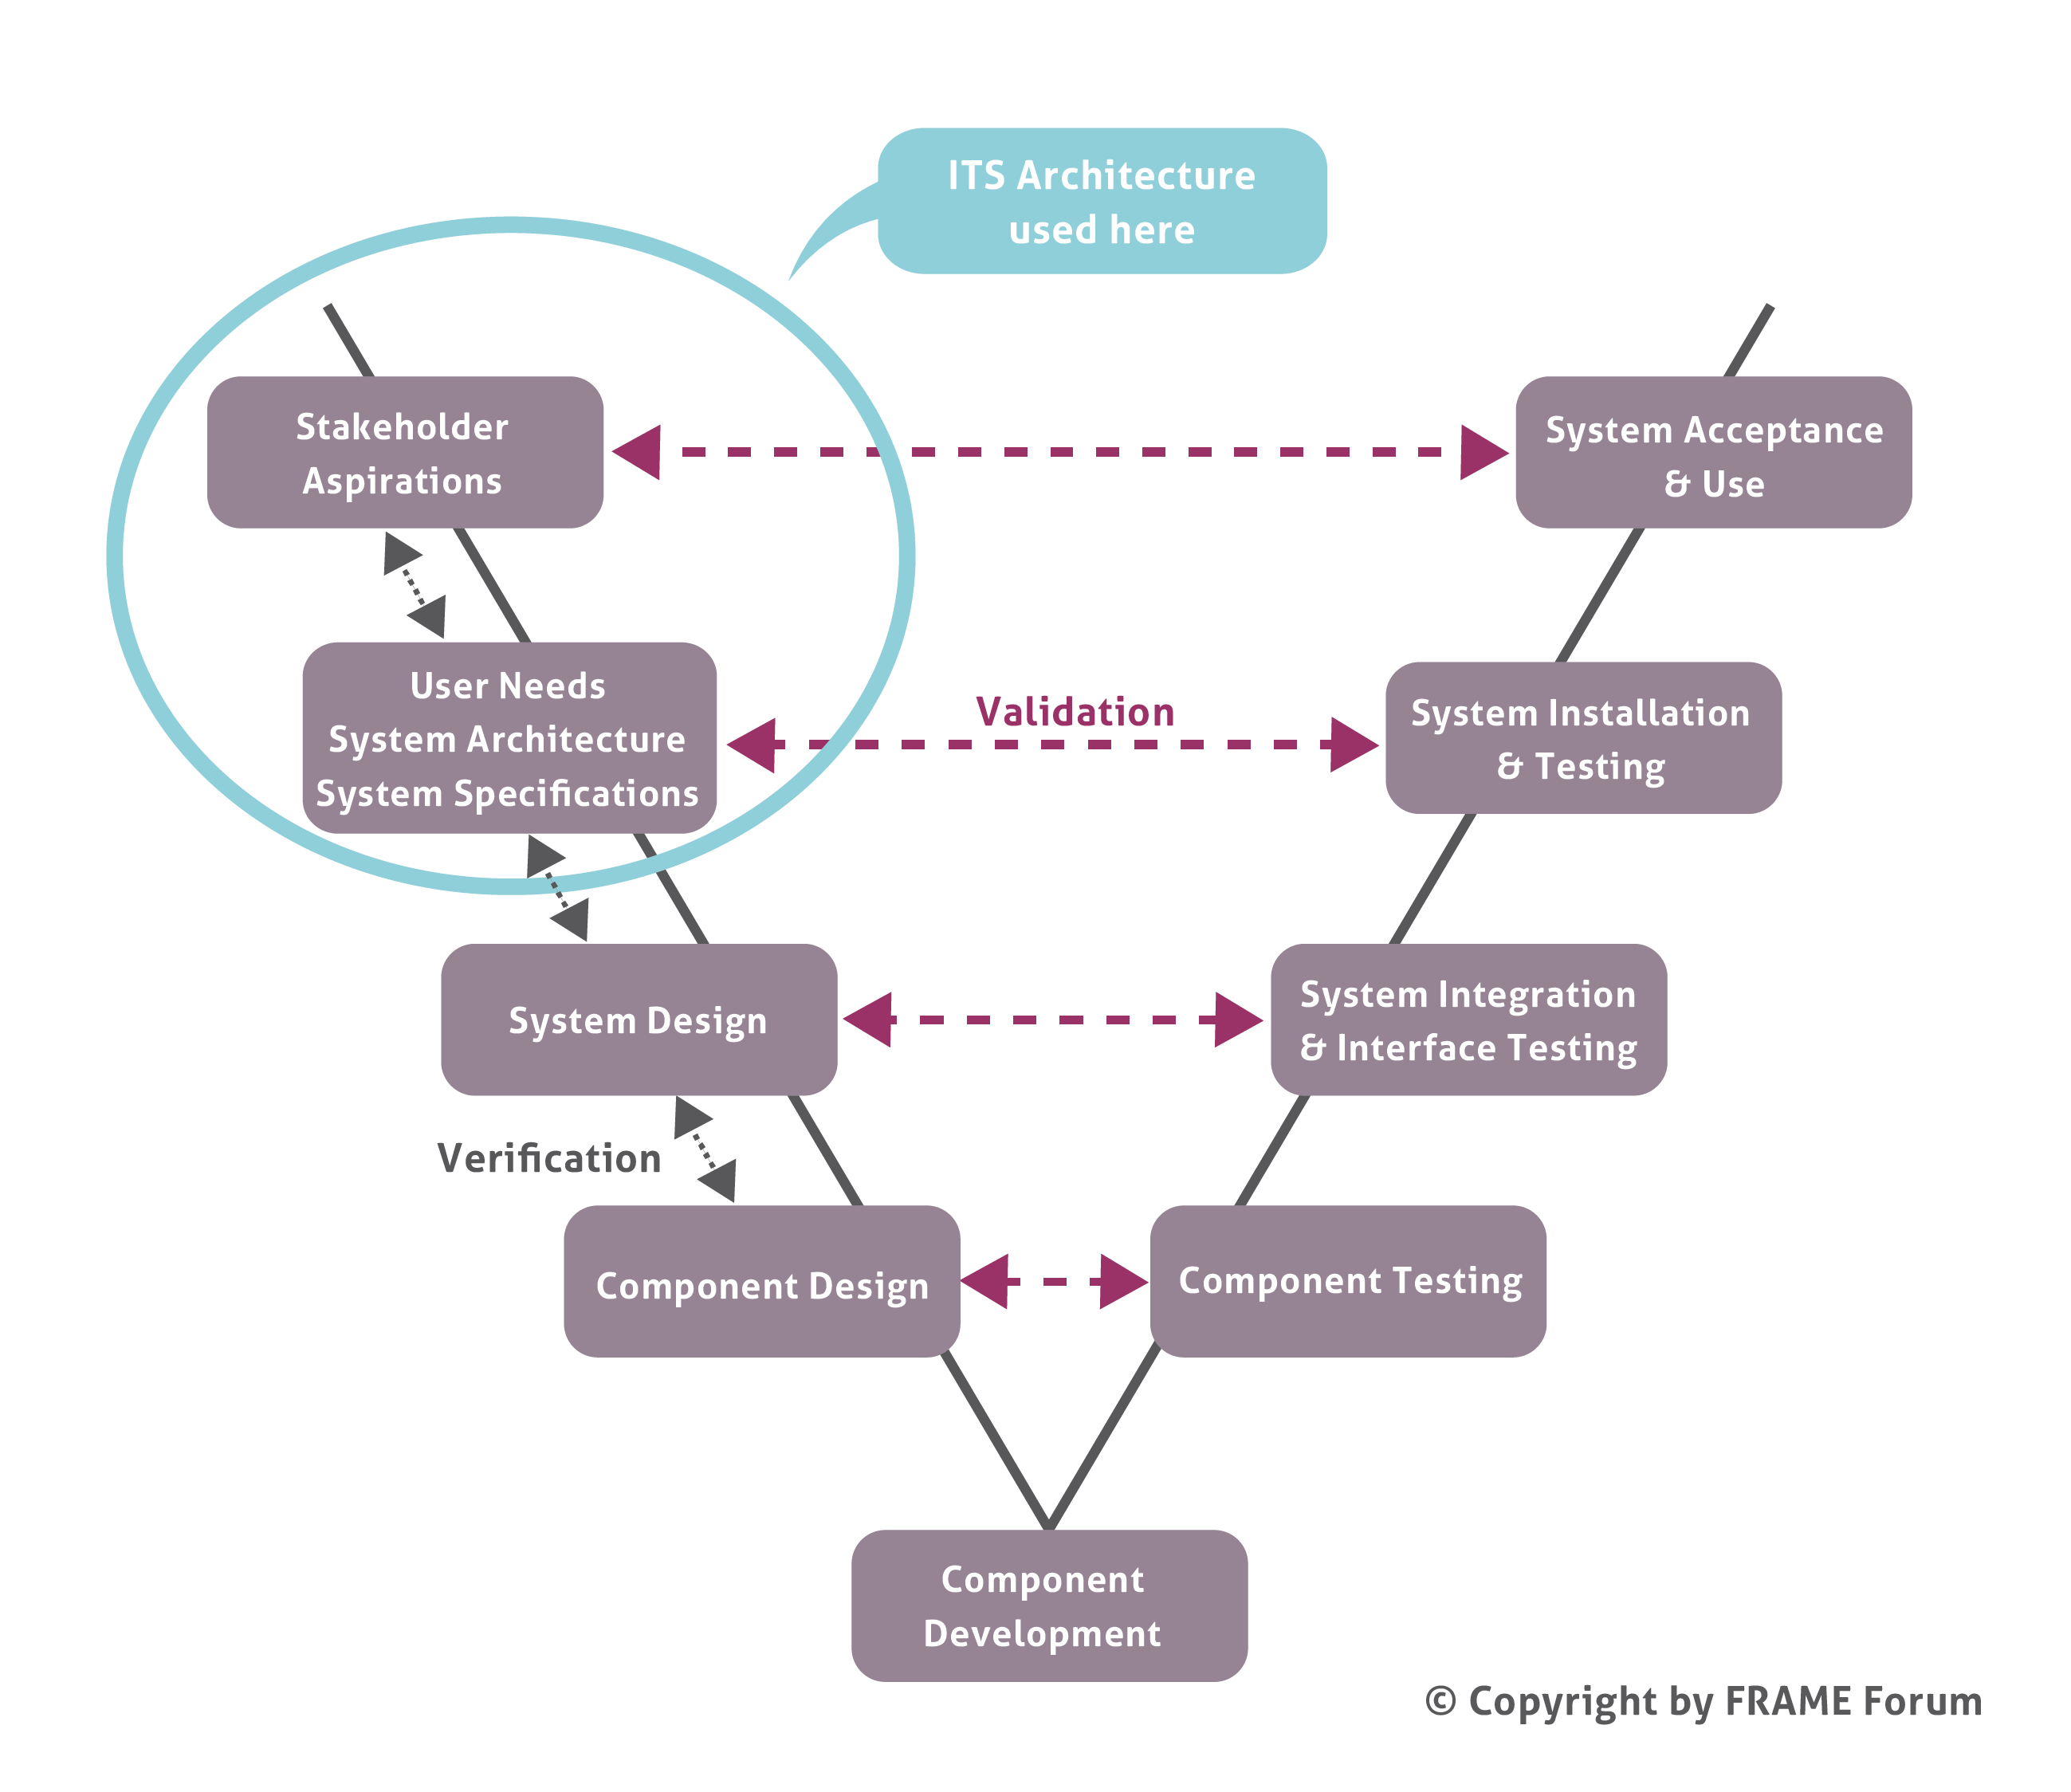 ITS Architecture
used here
Stakeholder
Aspirations
System Acceptance
& Use
User Needs
System Architecture
System Specifications
Validation
System Installation
& Testing
System Design
System Integration
& Interface Testing
Verification
Component Design
Component Testing
Component
Development
© Copyright by FRAME Forum